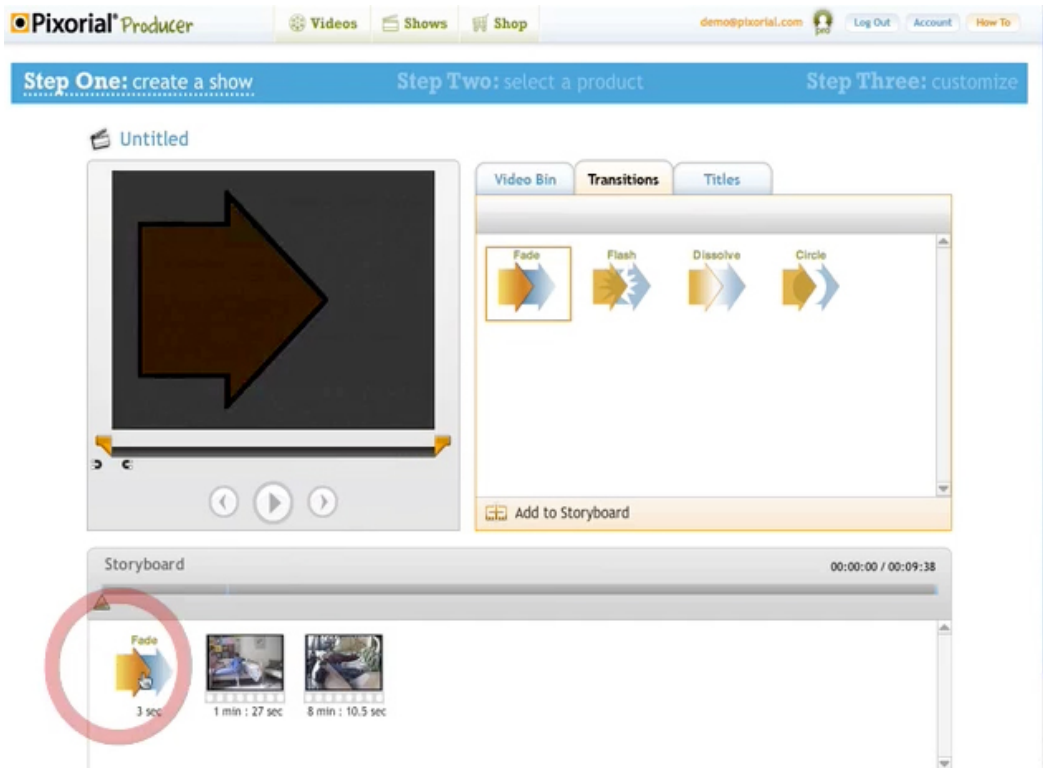 Pixorial® Producer
Videos
Shows
Shop
demo@pixorial.com
pro
Log Out
Account
How To
Step One: create a show
Step Two: select a product
Step Three: customize
Untitled
Video Bin
Transitions
Titles
Fade
Flash
Dissolve
Circle
Add to Storyboard
Storyboard
00:00:00 / 00:09:38
Fade
3 sec
1 min : 27 sec
8 min : 10.5 sec